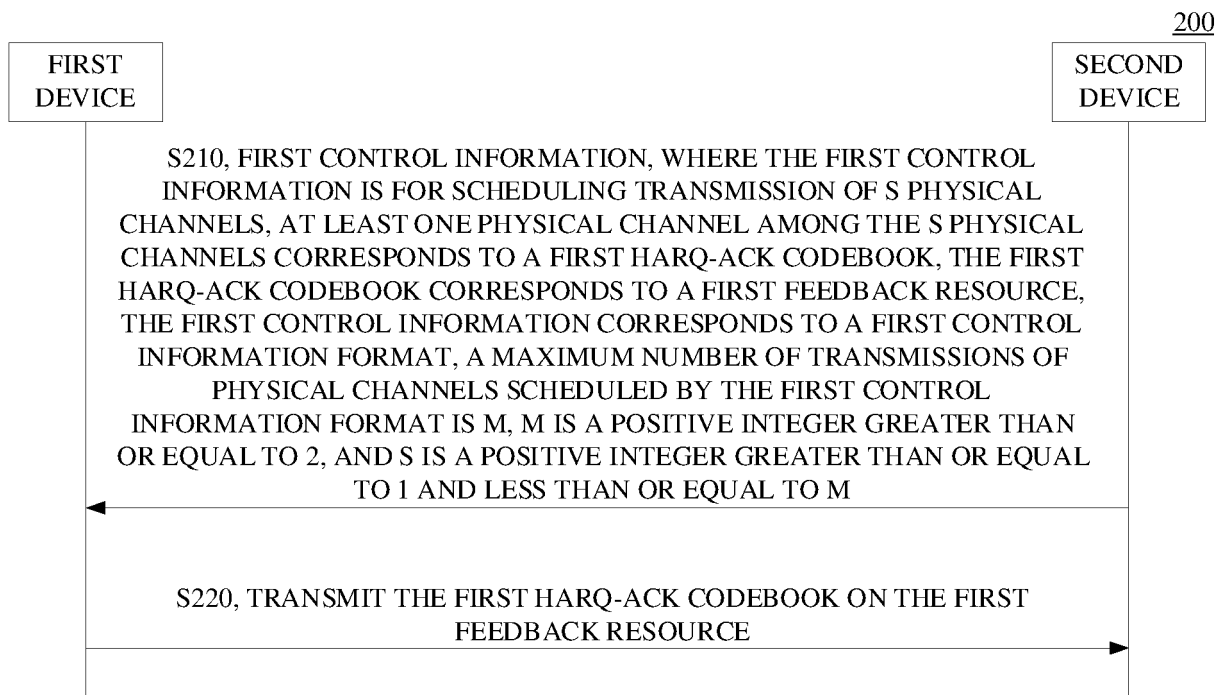 200
FIRST
DEVICE
SECOND
DEVICE
S210, FIRST CONTROL INFORMATION, WHERE THE FIRST CONTROL
INFORMATION IS FOR SCHEDULING TRANSMISSION OF S PHYSICAL
CHANNELS, AT LEAST ONE PHYSICAL CHANNEL AMONG THE S PHYSICAL
CHANNELS CORRESPONDS TO A FIRST HARQ-ACK CODEBOOK, THE FIRST
HARQ-ACK CODEBOOK CORRESPONDS TO A FIRST FEEDBACK RESOURCE,
THE FIRST CONTROL INFORMATION CORRESPONDS TO A FIRST CONTROL
INFORMATION FORMAT, A MAXIMUM NUMBER OF TRANSMISSIONS OF
PHYSICAL CHANNELS SCHEDULED BY THE FIRST CONTROL
INFORMATION FORMAT IS M, M IS A POSITIVE INTEGER GREATER THAN
OR EQUAL TO 2, AND S IS A POSITIVE INTEGER GREATER THAN OR EQUAL
TO 1 AND LESS THAN OR EQUAL TO M
S220, TRANSMIT THE FIRST HARQ-ACK CODEBOOK ON THE FIRST
FEEDBACK RESOURCE